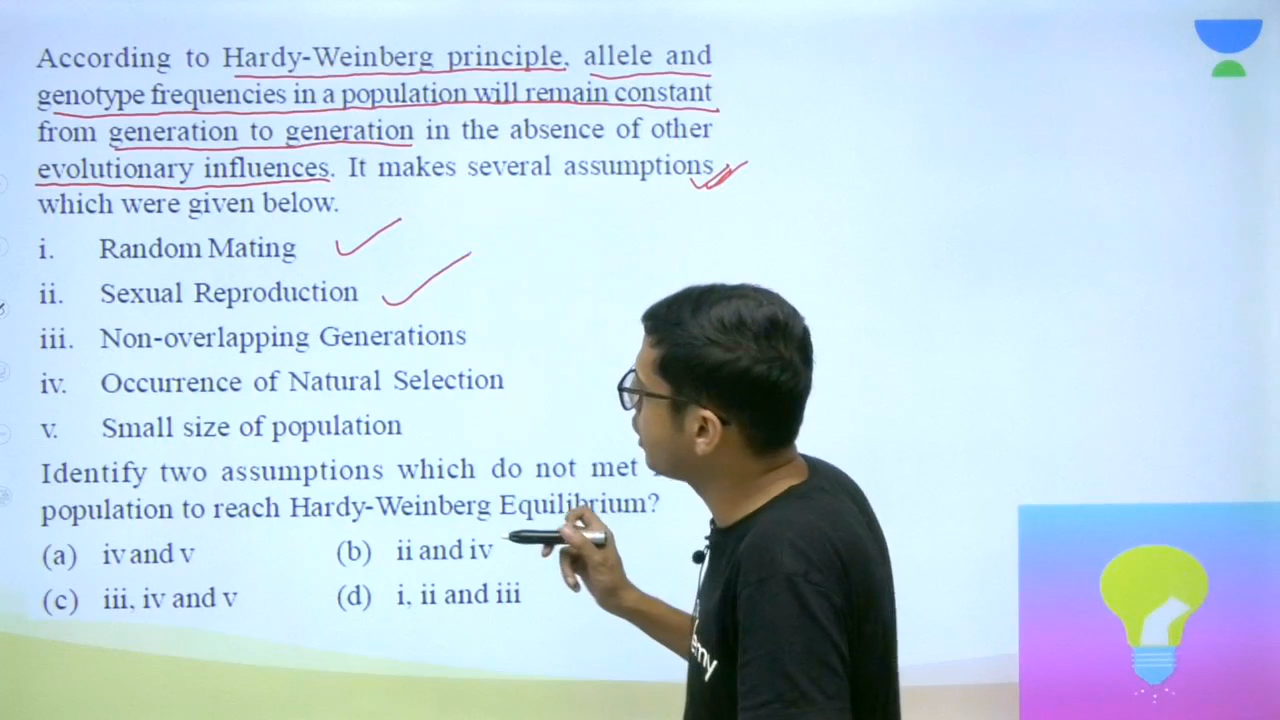 According to Hardy-Weinberg principle, allele and
genotype frequencies in a population will remain constant
from generation to generation in the absence of other
evolutionary influences. It makes several assumptions
which were given below.
i. Random Mating
ii. Sexual Reproduction
iii. Non-overlapping Generations
iv. Occurrence of Natural Selection
v. Small size of population
Identify two assumptions which do not met
population to reach Hardy-Weinberg Equilibrium?
(a) iv and v (b) ii and iv
(c) iii, iv and v (d) i, ii and iii